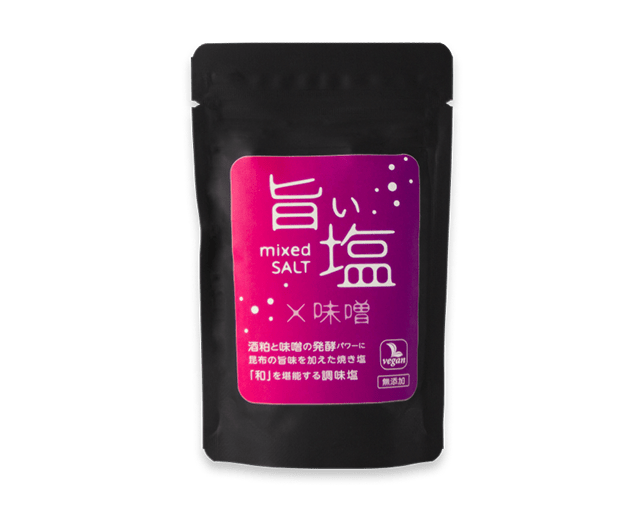 旨い
mixed
SALT
塩
×味噌
酒粕と味噌の発酵パワーに
昆布の旨味を加えた焼き塩
「和」を堪能する調味塩
vegan
無添加